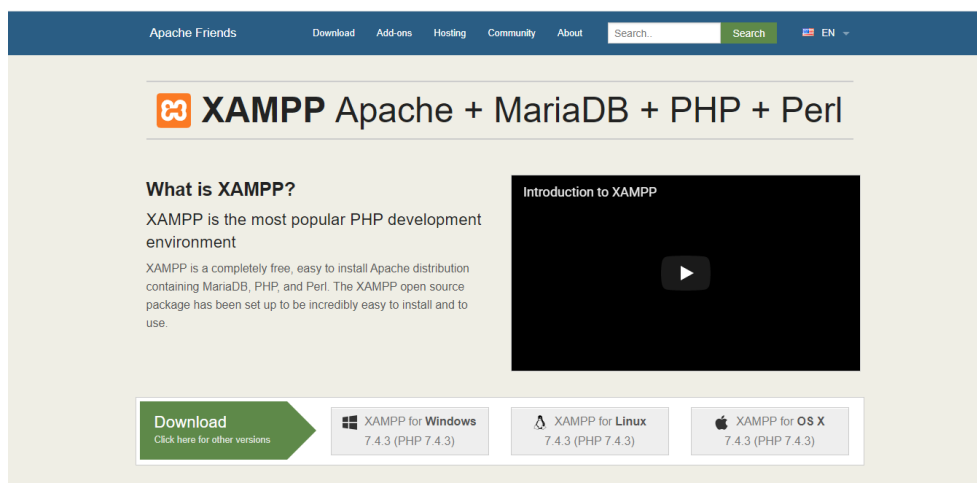 Apache Friends Download Add-ons Hosting Community About Search.. Search EN
XAMPP Apache + MariaDB + PHP + Perl
What is XAMPP?
XAMPP is the most popular PHP development
environment
XAMPP is a completely free, easy to install Apache distribution
containing MariaDB, PHP, and Perl. The XAMPP open source
package has been set up to be incredibly easy to install and to
use.
Introduction to XAMPP
Download
Click here for other versions
XAMPP for Windows
7.4.3 (PHP 7.4.3)
XAMPP for Linux
7.4.3 (PHP 7.4.3)
XAMPP for OS X
7.4.3 (PHP 7.4.3)